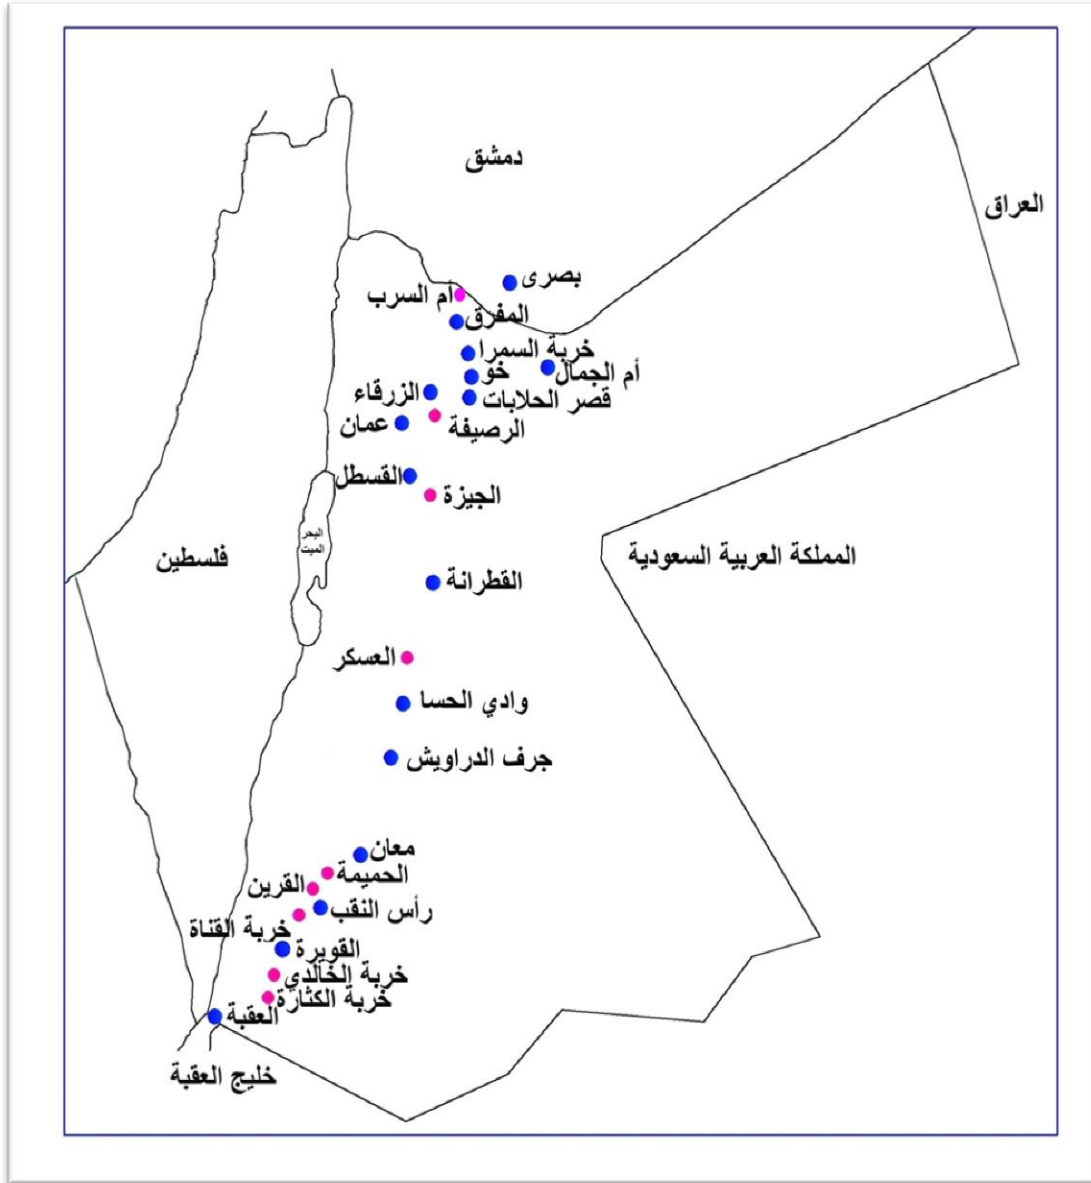 دمشق
العراق
بصرى
أم السرب
المفرق
خربة السمرا
أم الجمال
خو
الزرقاء
قصر الحلابات
عمان
الرصيفة
القسطل
الجيزة
البحر
الميت
فلسطين
المملكة العربية السعودية
القطرانة
العسكر
وادي الحسا
جرف الدراويش
معان
الحميمة
القرين
رأس النقب
خربة القناة
القويرة
خربة الخالدي
خربة الكثارة
العقبة
خليج العقبة